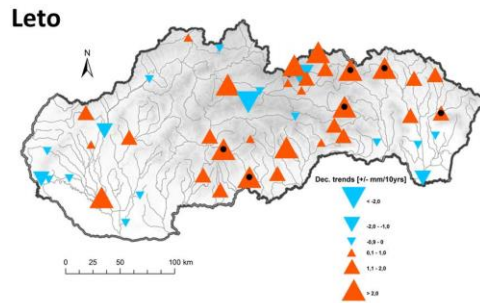 Leto
N
Dec. trends [+/- mm/10yrs]
< -2,0
-2,0 - -1,0
-0,9 - 0
0,1 - 1,0
1,1 - 2,0
> 2,0
0 25 50 100 km